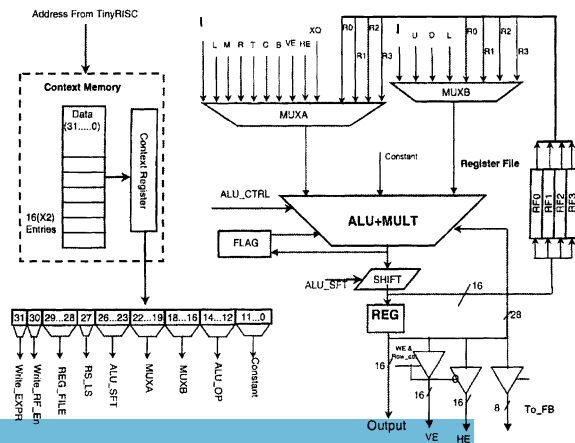 Address From TinyRISC
Context Memory
Data
(31.....0)
Context Register
16(X2)
Entries
31 30 29...28 27 26...23 22...19 18...16 14...12 11...0
Write_EXPR
Write_RF_En
REG_FILE
RS_LS
ALU_SFT
MUXA
MUXB
ALU_OP
Constant
I L M R T C B VE HE XQ R0 R1 R2 R3
I U D L R0 R1 R2 R3
MUXA
MUXB
Constant
Register File
RF0
RF1
RF2
RF3
ALU_CTRL
ALU+MULT
FLAG
ALU_SFT
SHIFT
16
REG
28
WE &
16
16
16
8
To_FB
Output
VE
HE